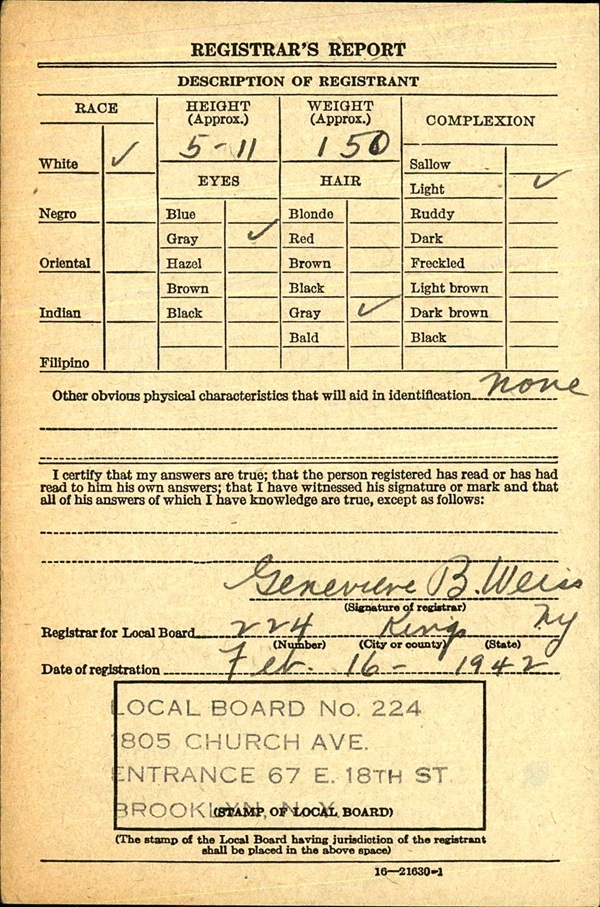 REGISTRAR'S REPORT
DESCRIPTION OF REGISTRANT
RACE
HEIGHT (Approx.)
WEIGHT (Approx.)
COMPLEXION
5-11
150
White ✓
EYES
HAIR
Sallow
Light ✓
Negro
Blue
Blonde
Ruddy
Gray ✓
Red
Dark
Oriental
Hazel
Brown
Freckled
Brown
Black
Light brown
Indian
Black
Gray ✓
Dark brown
Bald
Black
Filipino
Other obvious physical characteristics that will aid in identification none
I certify that my answers are true; that the person registered has read or has had
read to him his own answers; that I have witnessed his signature or mark and that
all of his answers of which I have knowledge are true, except as follows:
Genevieve B. Weiss
(Signature of registrar)
Registrar for Local Board 224 Kings NY
(Number) (City or county) (State)
Date of registration Feb. 16- 1942
LOCAL BOARD No. 224
1805 CHURCH AVE.
ENTRANCE 67 E. 18TH ST.
BROOKLYN, N. Y.
(STAMP OF LOCAL BOARD)
(The stamp of the Local Board having jurisdiction of the registrant
shall be placed in the above space)
16—21630-1